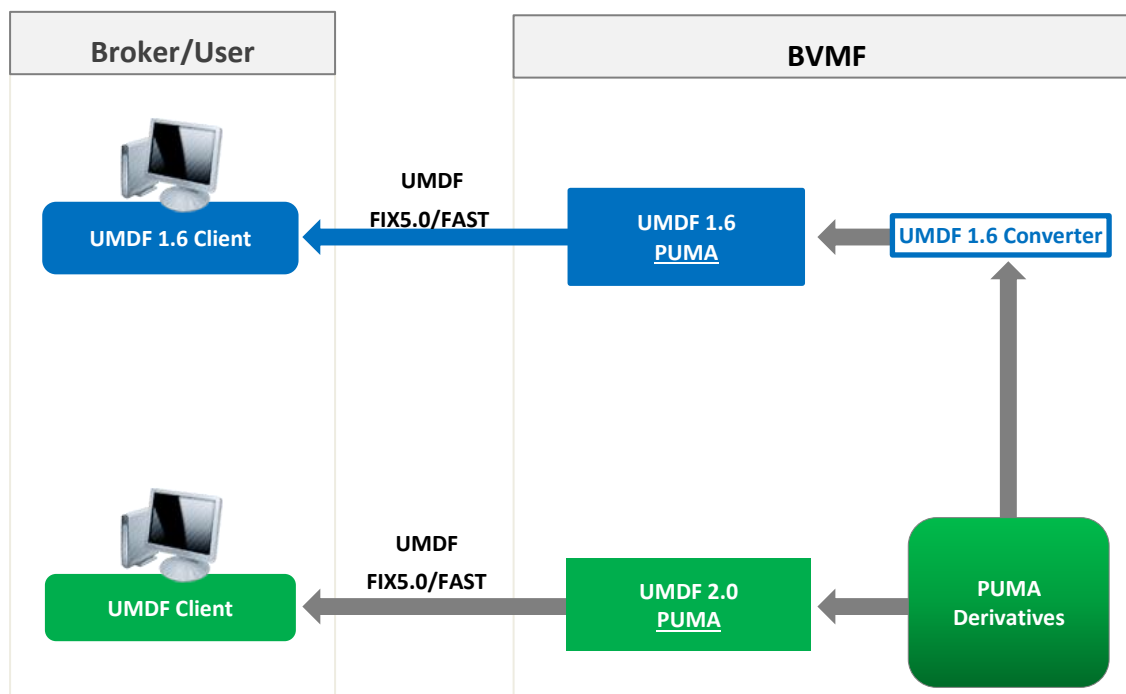 Broker/User
BVMF
UMDF
FIX5.0/FAST
UMDF 1.6 Client
UMDF 1.6
PUMA
UMDF 1.6 Converter
UMDF
FIX5.0/FAST
UMDF Client
UMDF 2.0
PUMA
PUMA
Derivatives